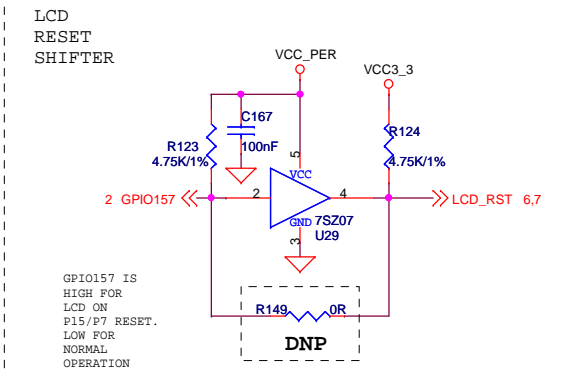 LCD
RESET
SHIFTER
VCC_PER
VCC3_3
C167
100nF
R123
4.75K/1%
R124
4.75K/1%
5
VCC
2 GPIO157
2
4
LCD_RST 6,7
GND
7SZ07
U29
3
GPIO157 IS
HIGH FOR
LCD ON
P15/P7 RESET.
LOW FOR
NORMAL
OPERATION
R149
0R
DNP